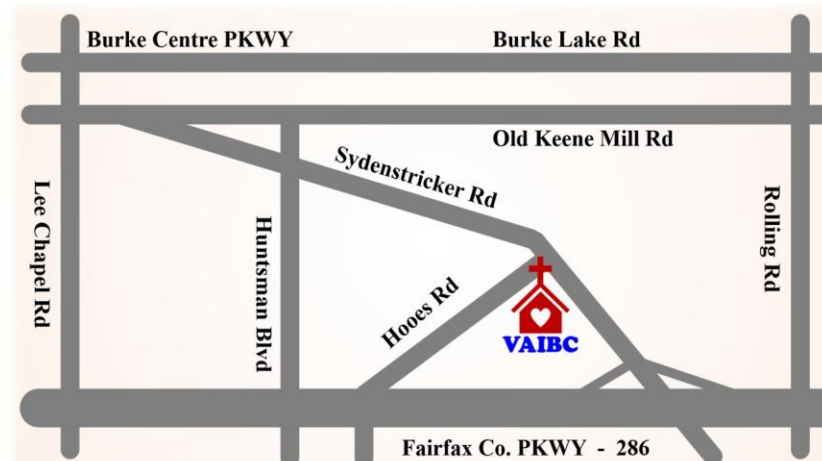 Burke Centre PKWY
Burke Lake Rd
Old Keene Mill Rd
Sydenstricker Rd
Lee Chapel Rd
Huntsman Blvd
Hooes Rd
Rolling Rd
VAIBC
Fairfax Co. PKWY - 286